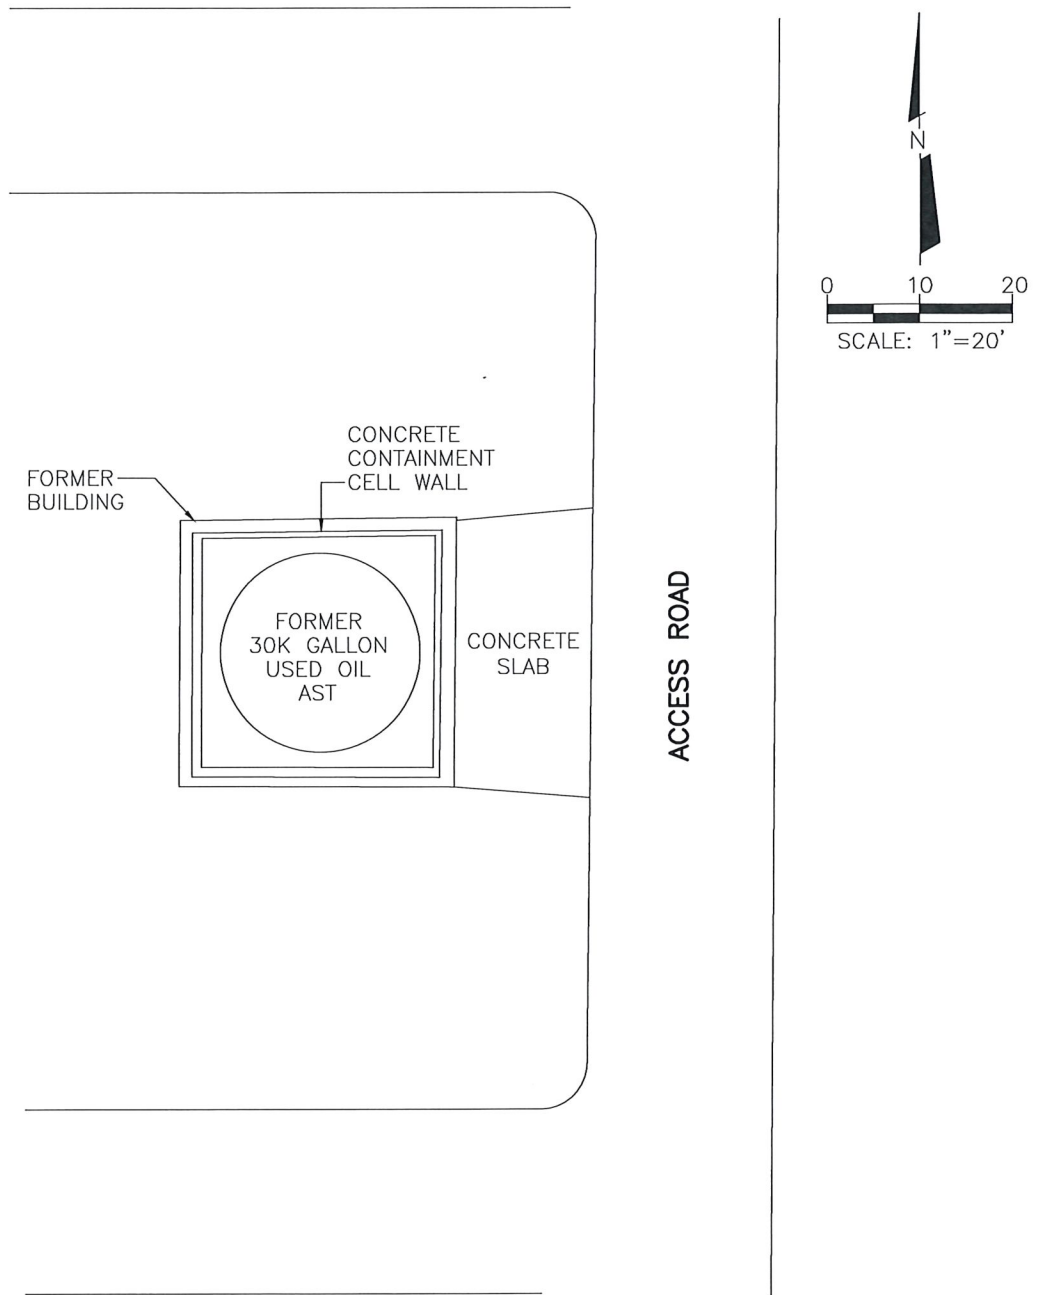 N
0 10 20
SCALE: 1"=20'
CONCRETE
CONTAINMENT
CELL WALL
FORMER
BUILDING
FORMER
30K GALLON
USED OIL
AST
CONCRETE
SLAB
ACCESS ROAD